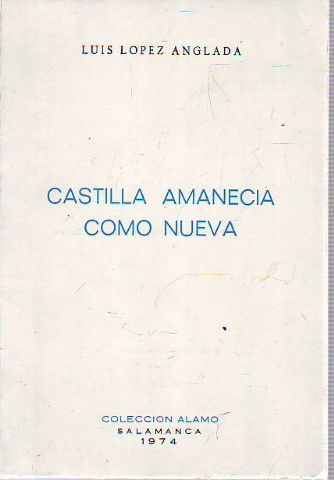 LUIS LOPEZ ANGLADA
CASTILLA AMANECIA
COMO NUEVA
COLECCION ALAMO
SALAMANCA
1974